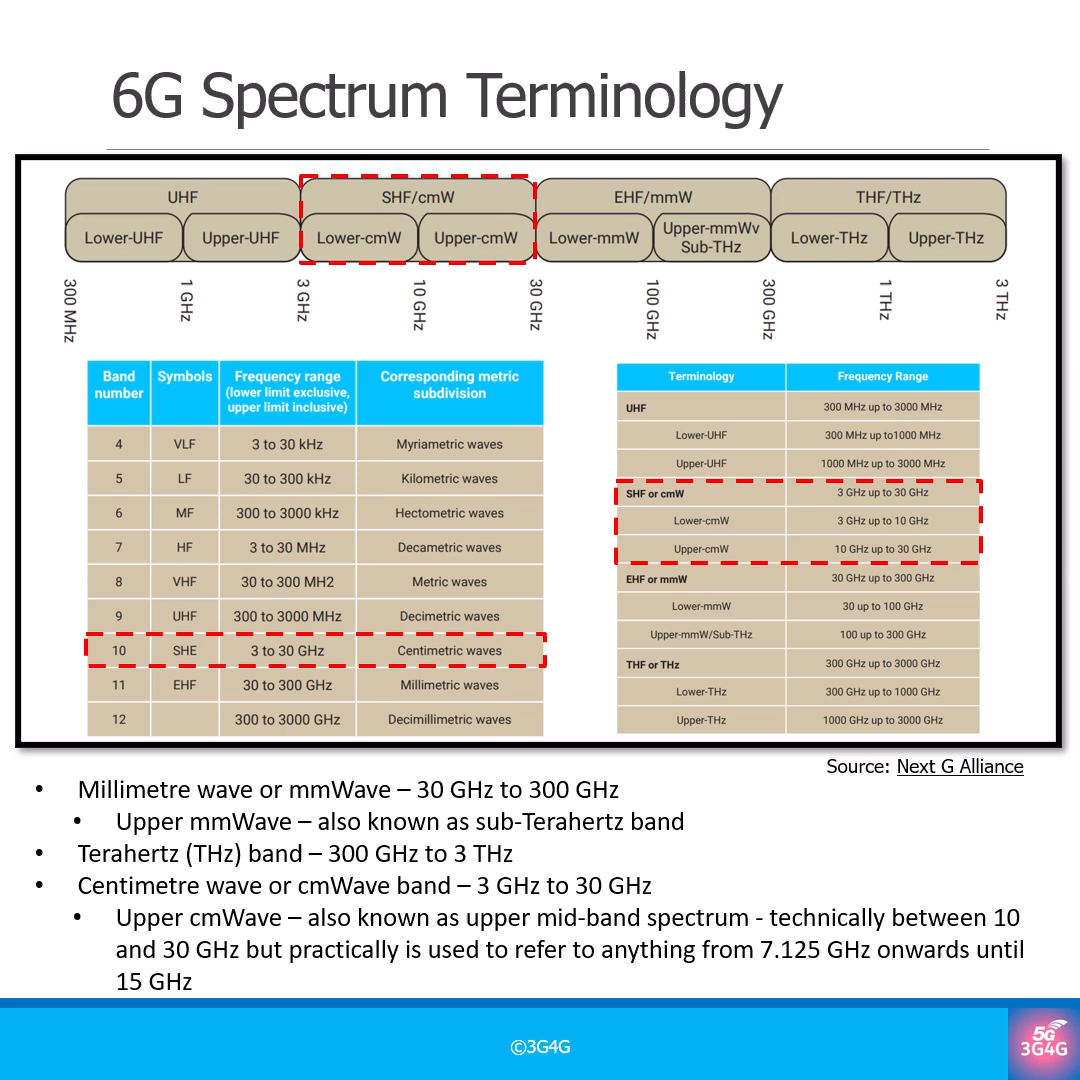 6G Spectrum Terminology
UHF SHF/cmW EHF/mmW THF/THz
Lower-UHF Upper-UHF Lower-cmW Upper-cmW Lower-mmW Upper-mmWv Sub-THz Lower-THz Upper-THz
300 MHz 1 GHz 3 GHz 10 GHz 30 GHz 100 GHz 300 GHz 1 THz 3 THz
Band number Symbols Frequency range (lower limit exclusive, upper limit inclusive) Corresponding metric subdivision
4 VLF 3 to 30 kHz Myriametric waves
5 LF 30 to 300 kHz Kilometric waves
6 MF 300 to 3000 kHz Hectometric waves
7 HF 3 to 30 MHz Decametric waves
8 VHF 30 to 300 MH2 Metric waves
9 UHF 300 to 3000 MHz Decimetric waves
10 SHE 3 to 30 GHz Centimetric waves
11 EHF 30 to 300 GHz Millimetric waves
12 300 to 3000 GHz Decimillimetric waves
Terminology Frequency Range
UHF 300 MHz up to 3000 MHz
Lower-UHF 300 MHz up to1000 MHz
Upper-UHF 1000 MHz up to 3000 MHz
SHF or cmW 3 GHz up to 30 GHz
Lower-cmW 3 GHz up to 10 GHz
Upper-cmW 10 GHz up to 30 GHz
EHF or mmW 30 GHz up to 300 GHz
Lower-mmW 30 up to 100 GHz
Upper-mmW/Sub-THz 100 up to 300 GHz
THF or THz 300 GHz up to 3000 GHz
Lower-THz 300 GHz up to 1000 GHz
Upper-THz 1000 GHz up to 3000 GHz
Source: Next G Alliance
• Millimetre wave or mmWave – 30 GHz to 300 GHz
• Upper mmWave – also known as sub-Terahertz band
• Terahertz (THz) band – 300 GHz to 3 THz
• Centimetre wave or cmWave band – 3 GHz to 30 GHz
• Upper cmWave – also known as upper mid-band spectrum - technically between 10
and 30 GHz but practically is used to refer to anything from 7.125 GHz onwards until
15 GHz
©3G4G
5G
3G4G